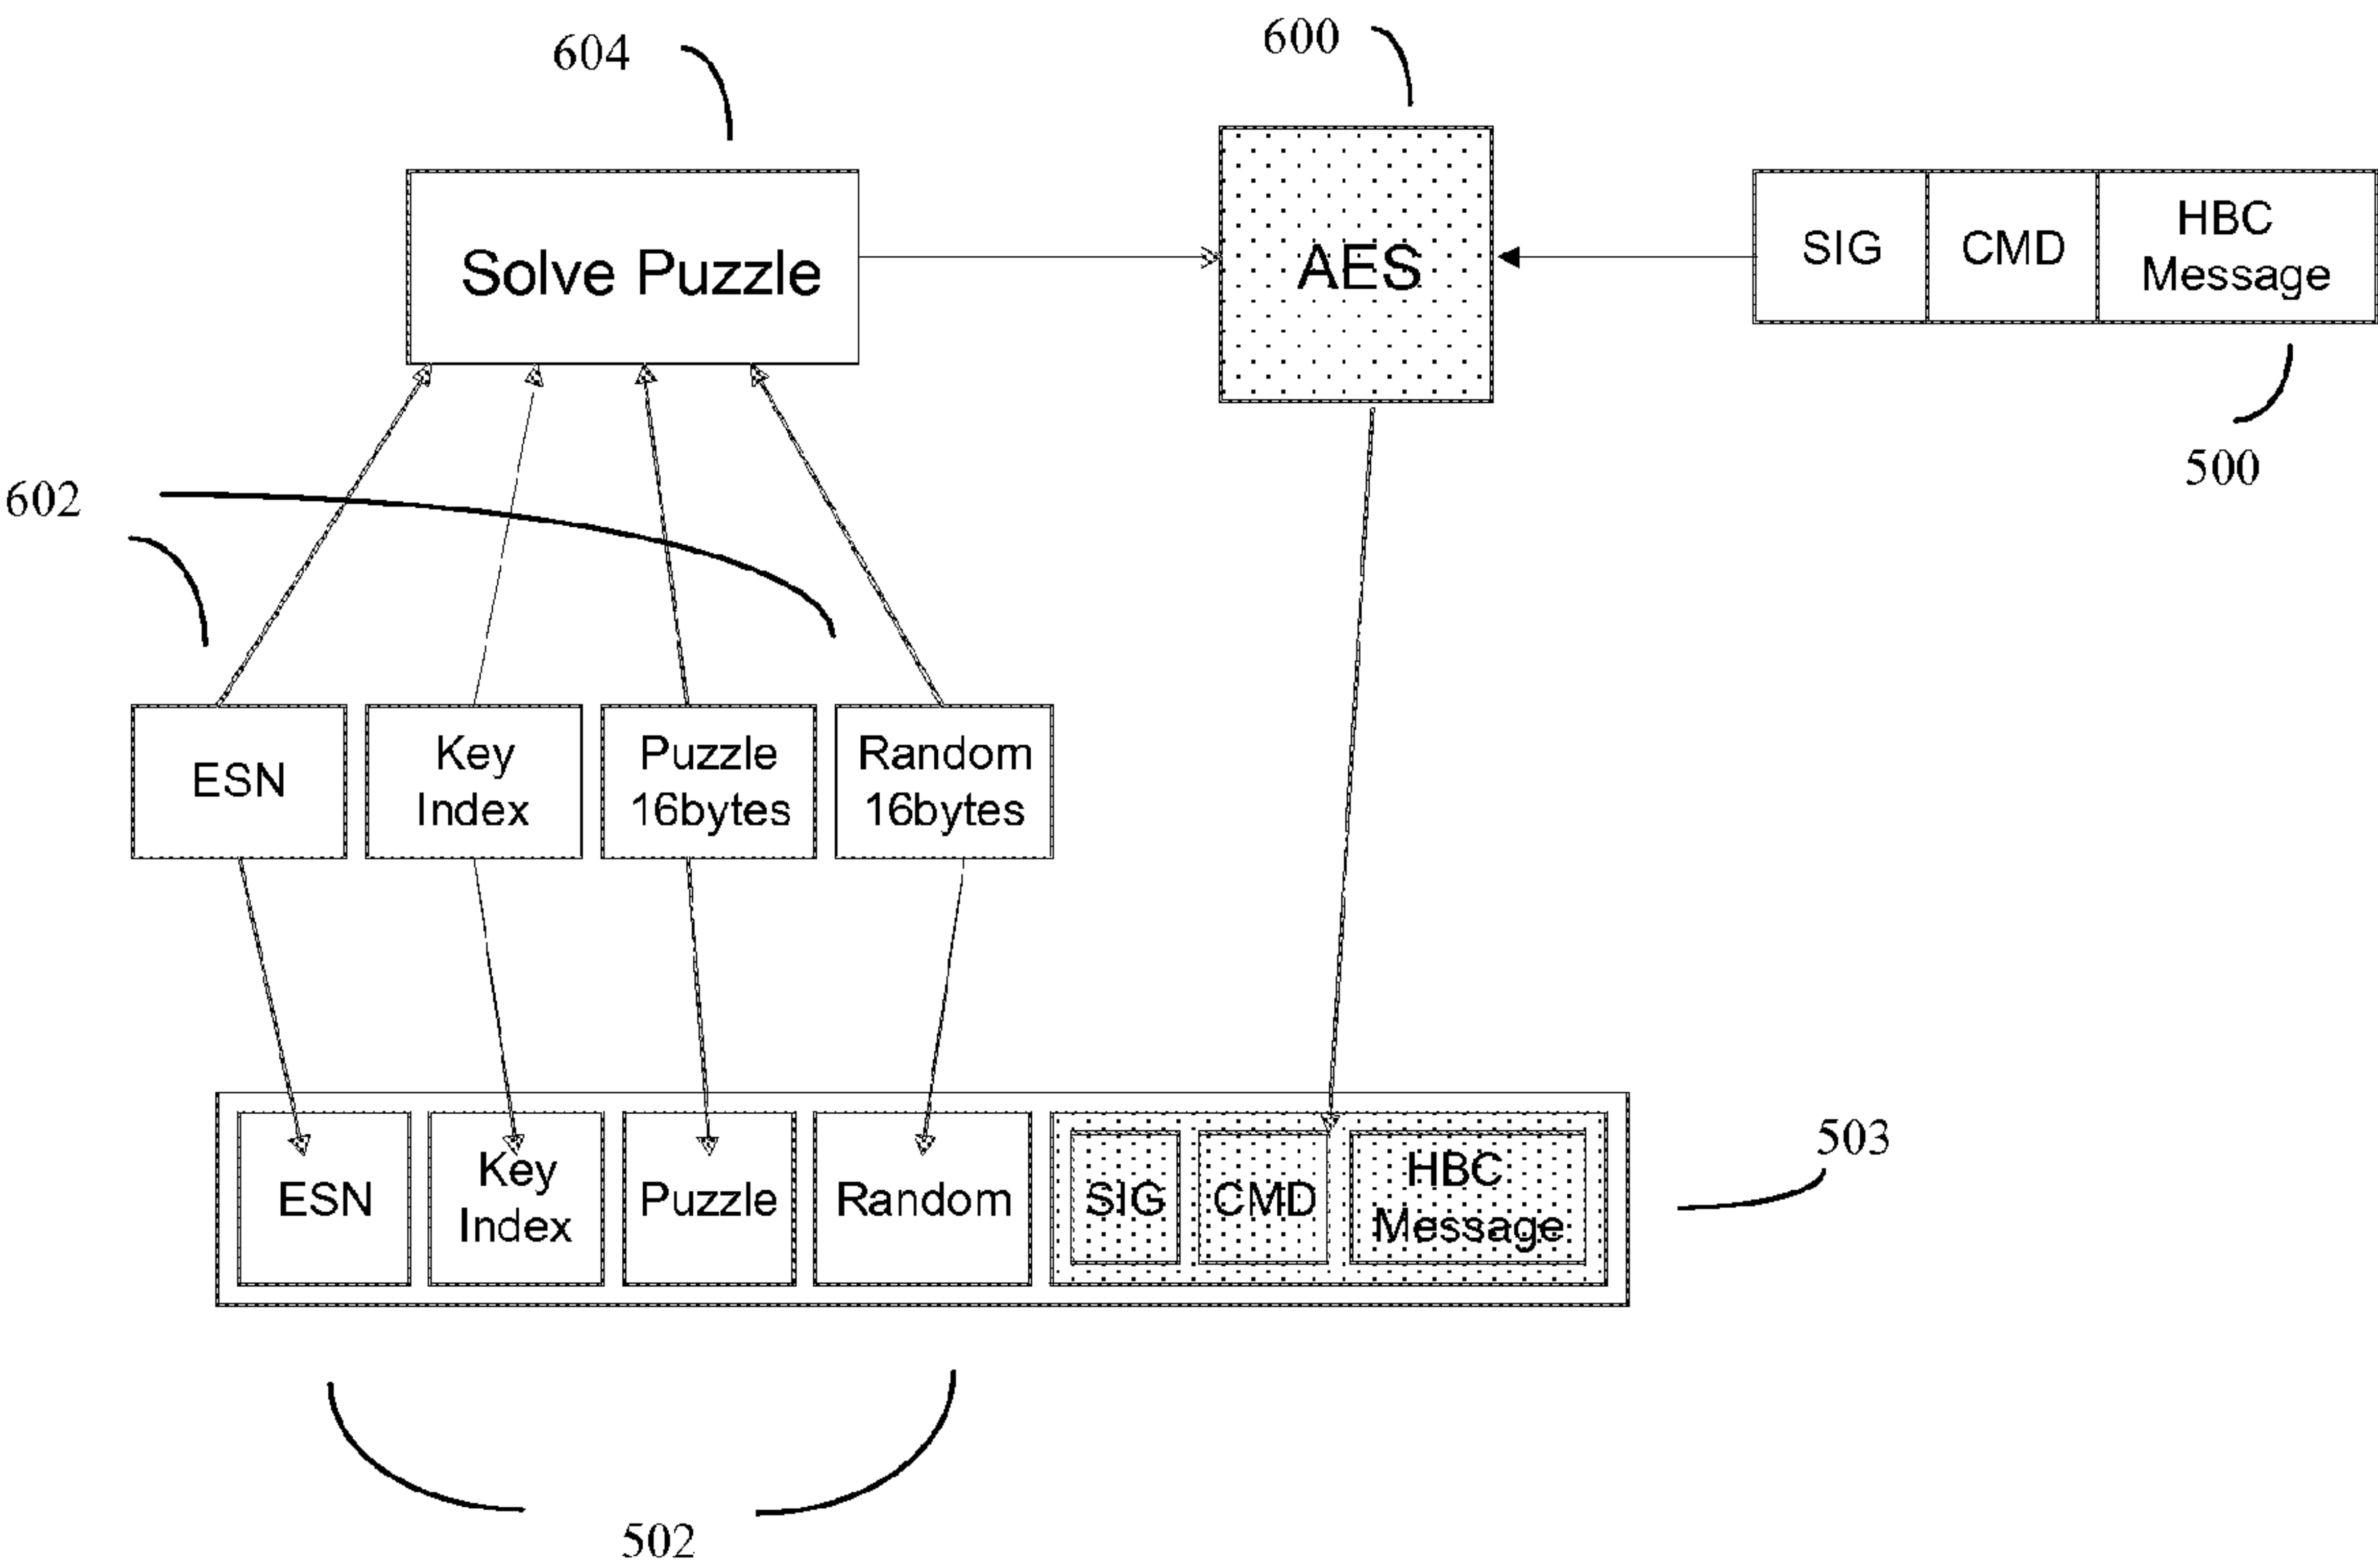 604
600
Solve Puzzle
AES
SIG
CMD
HBC
Message
500
602
ESN
Key
Index
Puzzle
16bytes
Random
16bytes
503
ESN
Key
Index
Puzzle
Random
SIG
CMD
HBC
Message
502